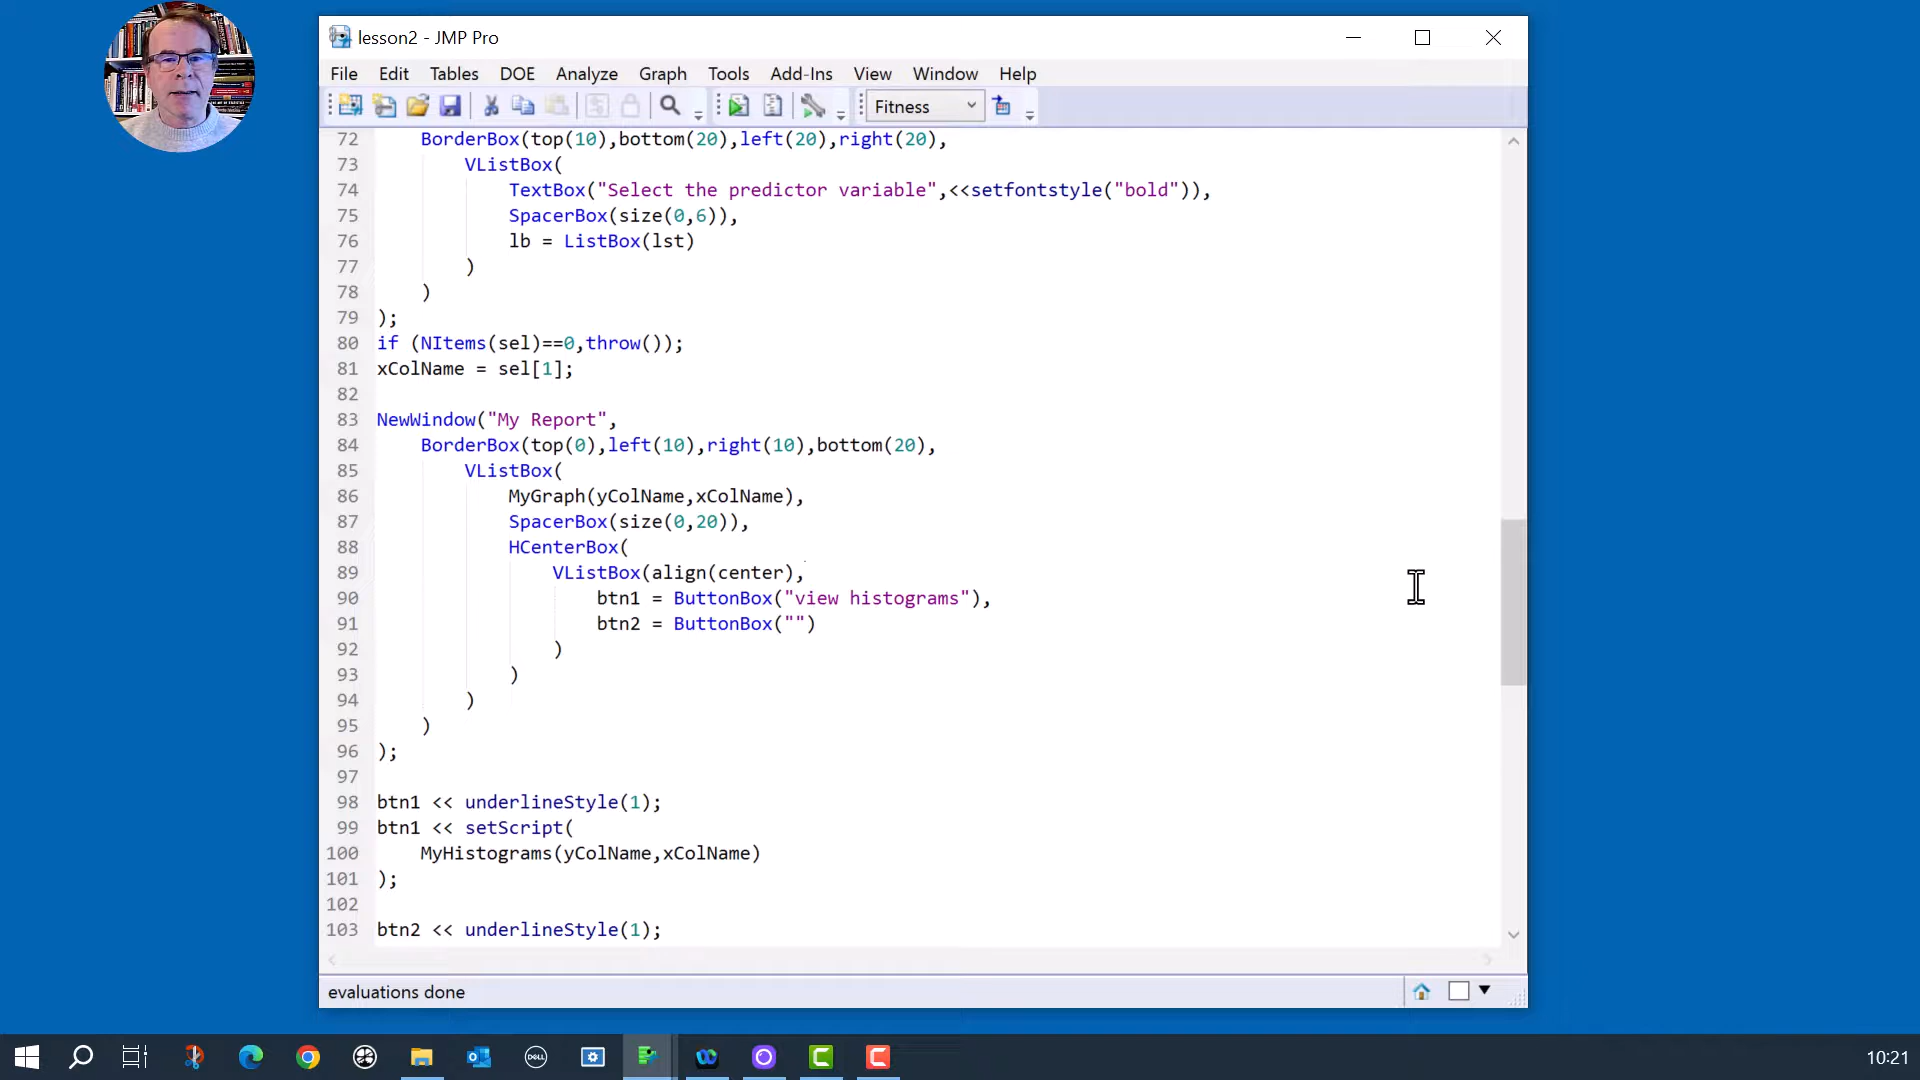 lesson2 - JMP Pro
File Edit Tables DOE Analyze Graph Tools Add-Ins View Window Help
Fitness
72 BorderBox(top(10),bottom(20),left(20),right(20),
73 VListBox(
74 TextBox("Select the predictor variable",<<setfontstyle("bold")),
75 SpacerBox(size(0,6)),
76 lb = ListBox(lst)
77 )
78 )
79 );
80 if (NItems(sel)==0,throw());
81 xColName = sel[1];
82
83 NewWindow("My Report",
84 BorderBox(top(0),left(10),right(10),bottom(20),
85 VListBox(
86 MyGraph(yColName,xColName),
87 SpacerBox(size(0,20)),
88 HCenterBox(
89 VListBox(align(center),
90 btn1 = ButtonBox("view histograms"),
91 btn2 = ButtonBox("")
92 )
93 )
94 )
95 )
96 );
97
98 btn1 << underlineStyle(1);
99 btn1 << setScript(
100 MyHistograms(yColName,xColName)
101 );
102
103 btn2 << underlineStyle(1);
evaluations done
DELL
10:21